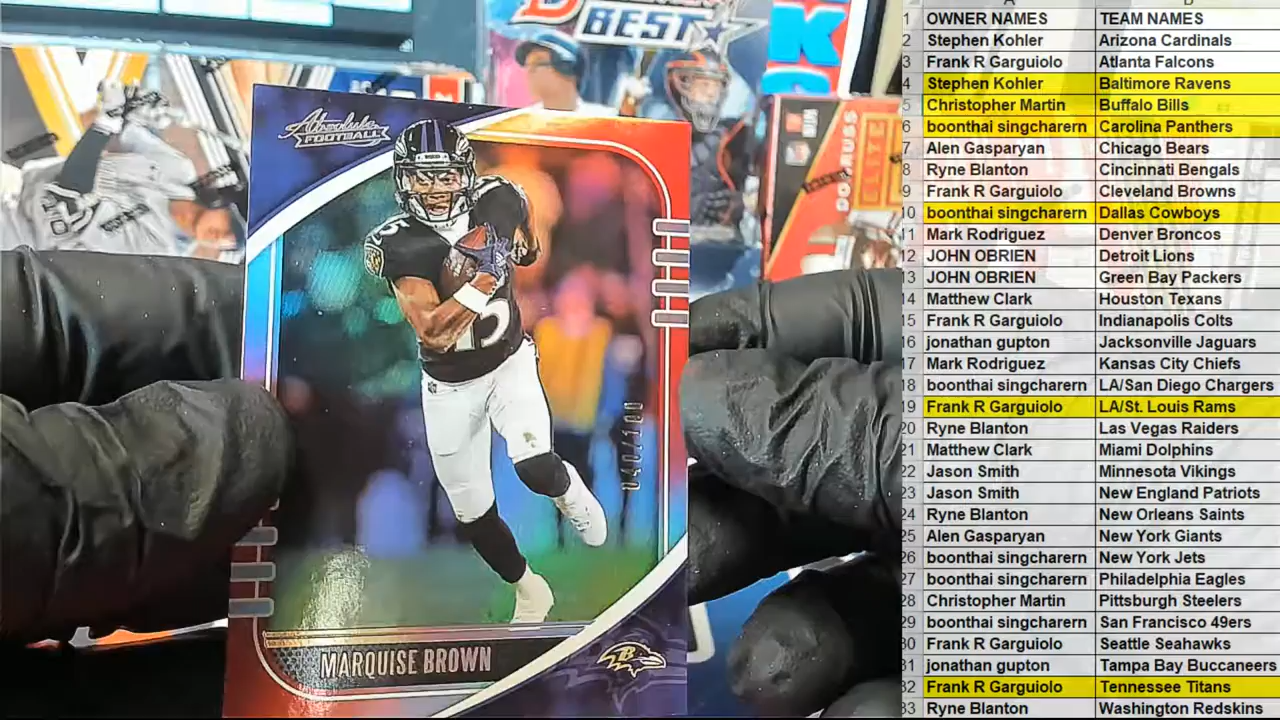 BEST
Absolute
FOOTBALL
15
040/100
MARQUISE BROWN
B
DONRUSS
ELITE
A B
1 OWNER NAMES TEAM NAMES
2 Stephen Kohler Arizona Cardinals
3 Frank R Garguiolo Atlanta Falcons
4 Stephen Kohler Baltimore Ravens
5 Christopher Martin Buffalo Bills
6 boonthai singcharern Carolina Panthers
7 Alen Gasparyan Chicago Bears
8 Ryne Blanton Cincinnati Bengals
9 Frank R Garguiolo Cleveland Browns
10 boonthai singcharern Dallas Cowboys
11 Mark Rodriguez Denver Broncos
12 JOHN OBRIEN Detroit Lions
13 JOHN OBRIEN Green Bay Packers
14 Matthew Clark Houston Texans
15 Frank R Garguiolo Indianapolis Colts
16 jonathan gupton Jacksonville Jaguars
17 Mark Rodriguez Kansas City Chiefs
18 boonthai singcharern LA/San Diego Chargers
19 Frank R Garguiolo LA/St. Louis Rams
20 Ryne Blanton Las Vegas Raiders
21 Matthew Clark Miami Dolphins
22 Jason Smith Minnesota Vikings
23 Jason Smith New England Patriots
24 Ryne Blanton New Orleans Saints
25 Alen Gasparyan New York Giants
26 boonthai singcharern New York Jets
27 boonthai singcharern Philadelphia Eagles
28 Christopher Martin Pittsburgh Steelers
29 boonthai singcharern San Francisco 49ers
30 Frank R Garguiolo Seattle Seahawks
31 jonathan gupton Tampa Bay Buccaneers
32 Frank R Garguiolo Tennessee Titans
33 Ryne Blanton Washington Redskins